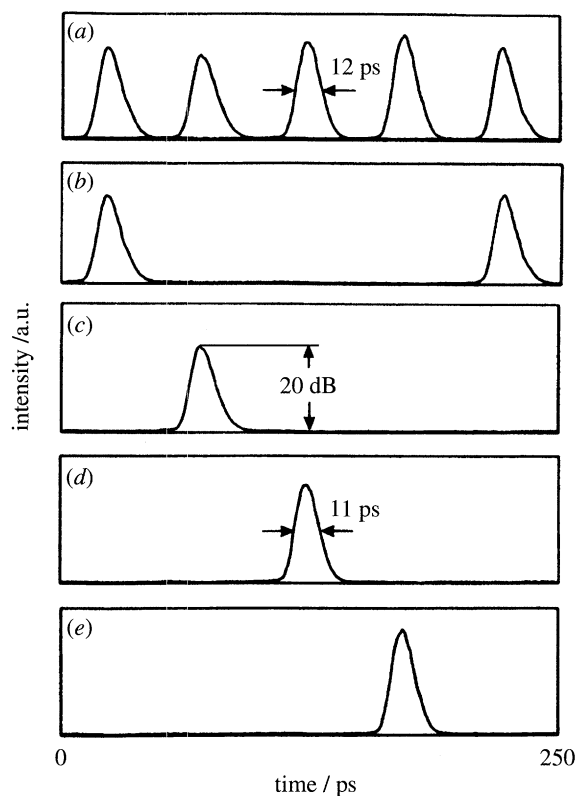 (a)
12 ps
(b)
(c)
20 dB
intensity /a.u.
(d)
11 ps
(e)
0 250
time / ps